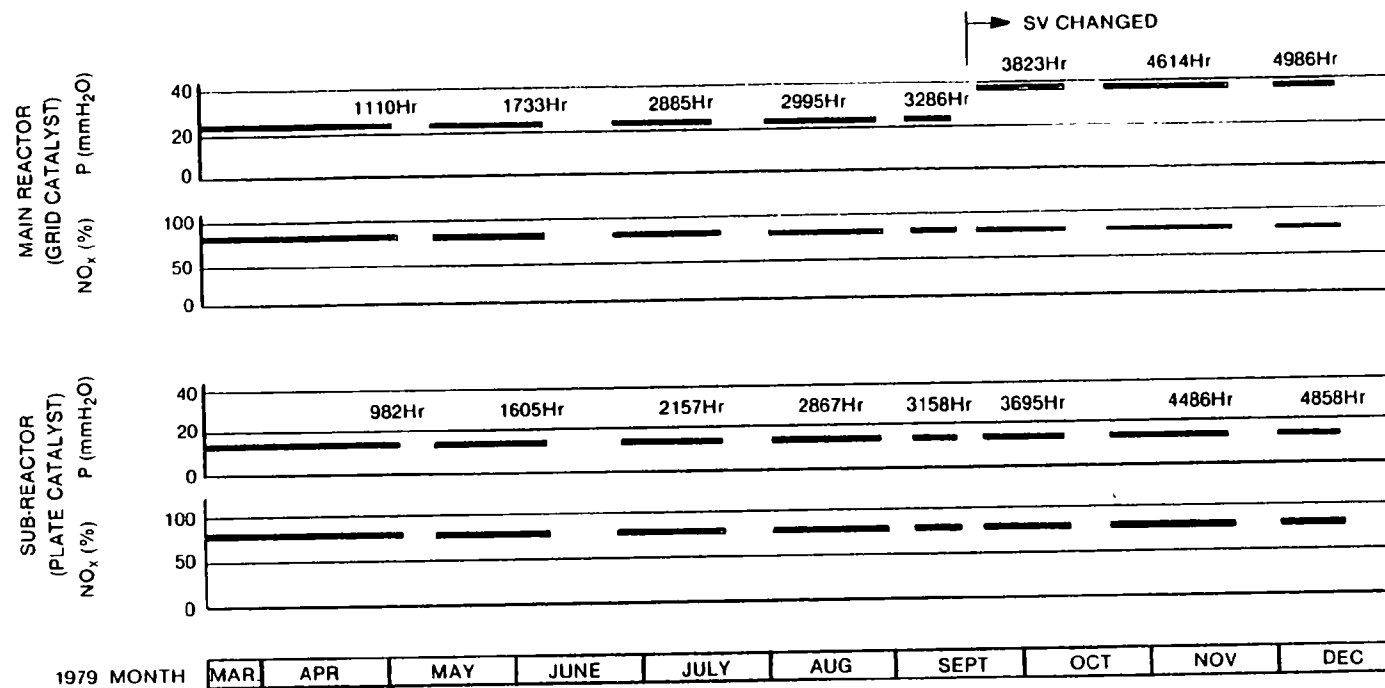 SV CHANGED
MAIN REACTOR
(GRID CATALYST)
P (mmH₂O)
40
20
0
1110Hr 1733Hr 2885Hr 2995Hr 3286Hr 3823Hr 4614Hr 4986Hr
NOₓ (%)
100
50
0
SUB-REACTOR
(PLATE CATALYST)
P (mmH₂O)
40
20
0
982Hr 1605Hr 2157Hr 2867Hr 3158Hr 3695Hr 4486Hr 4858Hr
NOₓ (%)
100
50
0
1979 MONTH MAR APR MAY JUNE JULY AUG SEPT OCT NOV DEC